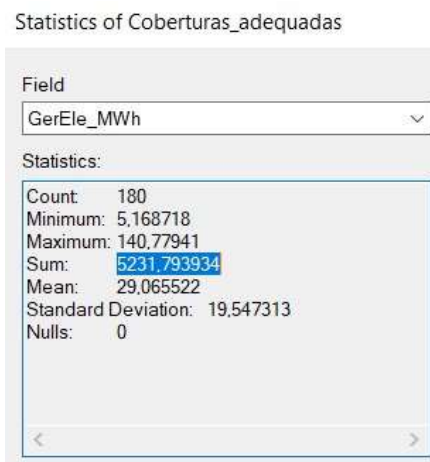 Statistics of Coberturas_adequadas
Field
GerEle_MWh
Statistics:
Count: 180
Minimum: 5,168718
Maximum: 140,77941
Sum: 5231,793934
Mean: 29,065522
Standard Deviation: 19,547313
Nulls: 0